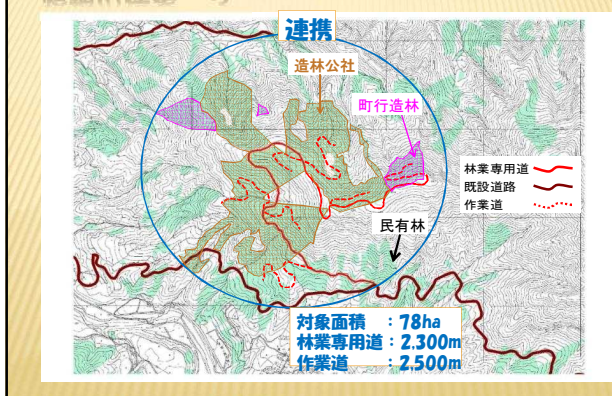 連携
造林公社
町行造林
林業専用道
既設道路
作業道
民有林
対象面積 : 78ha
林業専用道 : 2.300m
作業道 : 2.500m